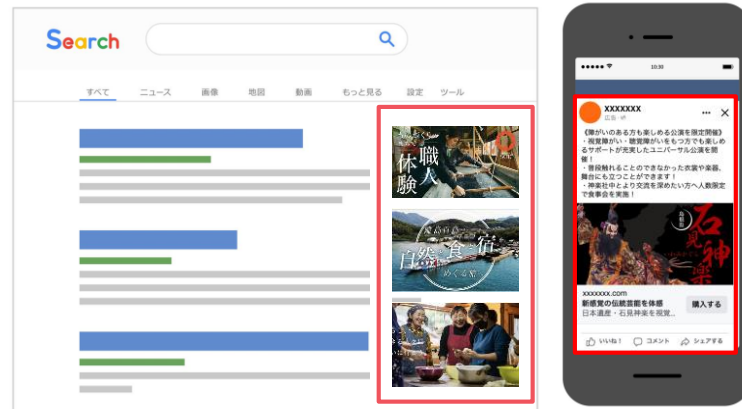 Search
すべて ニュース 画像 地図 動画 もっと見る 設定 ツール
職人
体験
自然と食と宿
めぐる旅
10:30
XXXXXXX
広告・
《障がいのある方も楽しめる公演を限定開催》
・視覚障がい・聴覚障がいをもつ方でも楽しめ
るサポートが充実したユニバーサル公演を開
催！
・普段触れることのできなかった衣裳や楽器、
舞台にも立つことができます！
・神楽社中とより交流を深めたい方へ人数限定
で食事会を実施！
島根県
石見神楽
xxxxxxx.com
新感覚の伝統芸能を体感
日本遺産・石見神楽を視覚...
購入する
いいね！ コメント シェアする